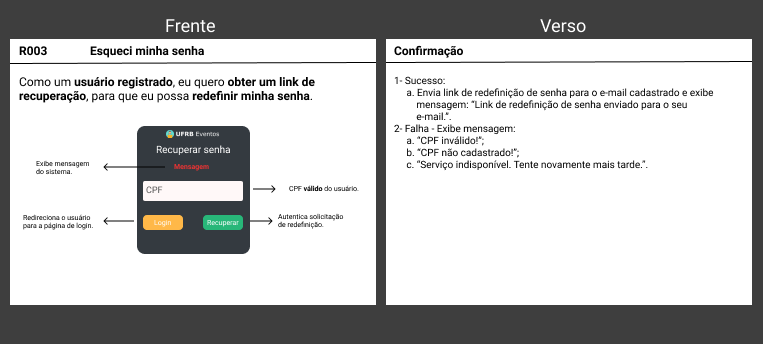 Frente
R003 Esqueci minha senha
Como um usuário registrado, eu quero obter um link de
recuperação, para que eu possa redefinir minha senha.
UFRB Eventos
Recuperar senha
Mensagem
Exibe mensagem
do sistema.
CPF
CPF válido do usuário.
Redireciona o usuário
para a página de login.
Login
Recuperar
Autentica solicitação
de redefinição.
Verso
Confirmação
1- Sucesso:
a. Envia link de redefinição de senha para o e-mail cadastrado e exibe
mensagem: “Link de redefinição de senha enviado para o seu
e-mail.”.
2- Falha - Exibe mensagem:
a. “CPF inválido!”;
b. “CPF não cadastrado!”;
c. “Serviço indisponível. Tente novamente mais tarde.”.